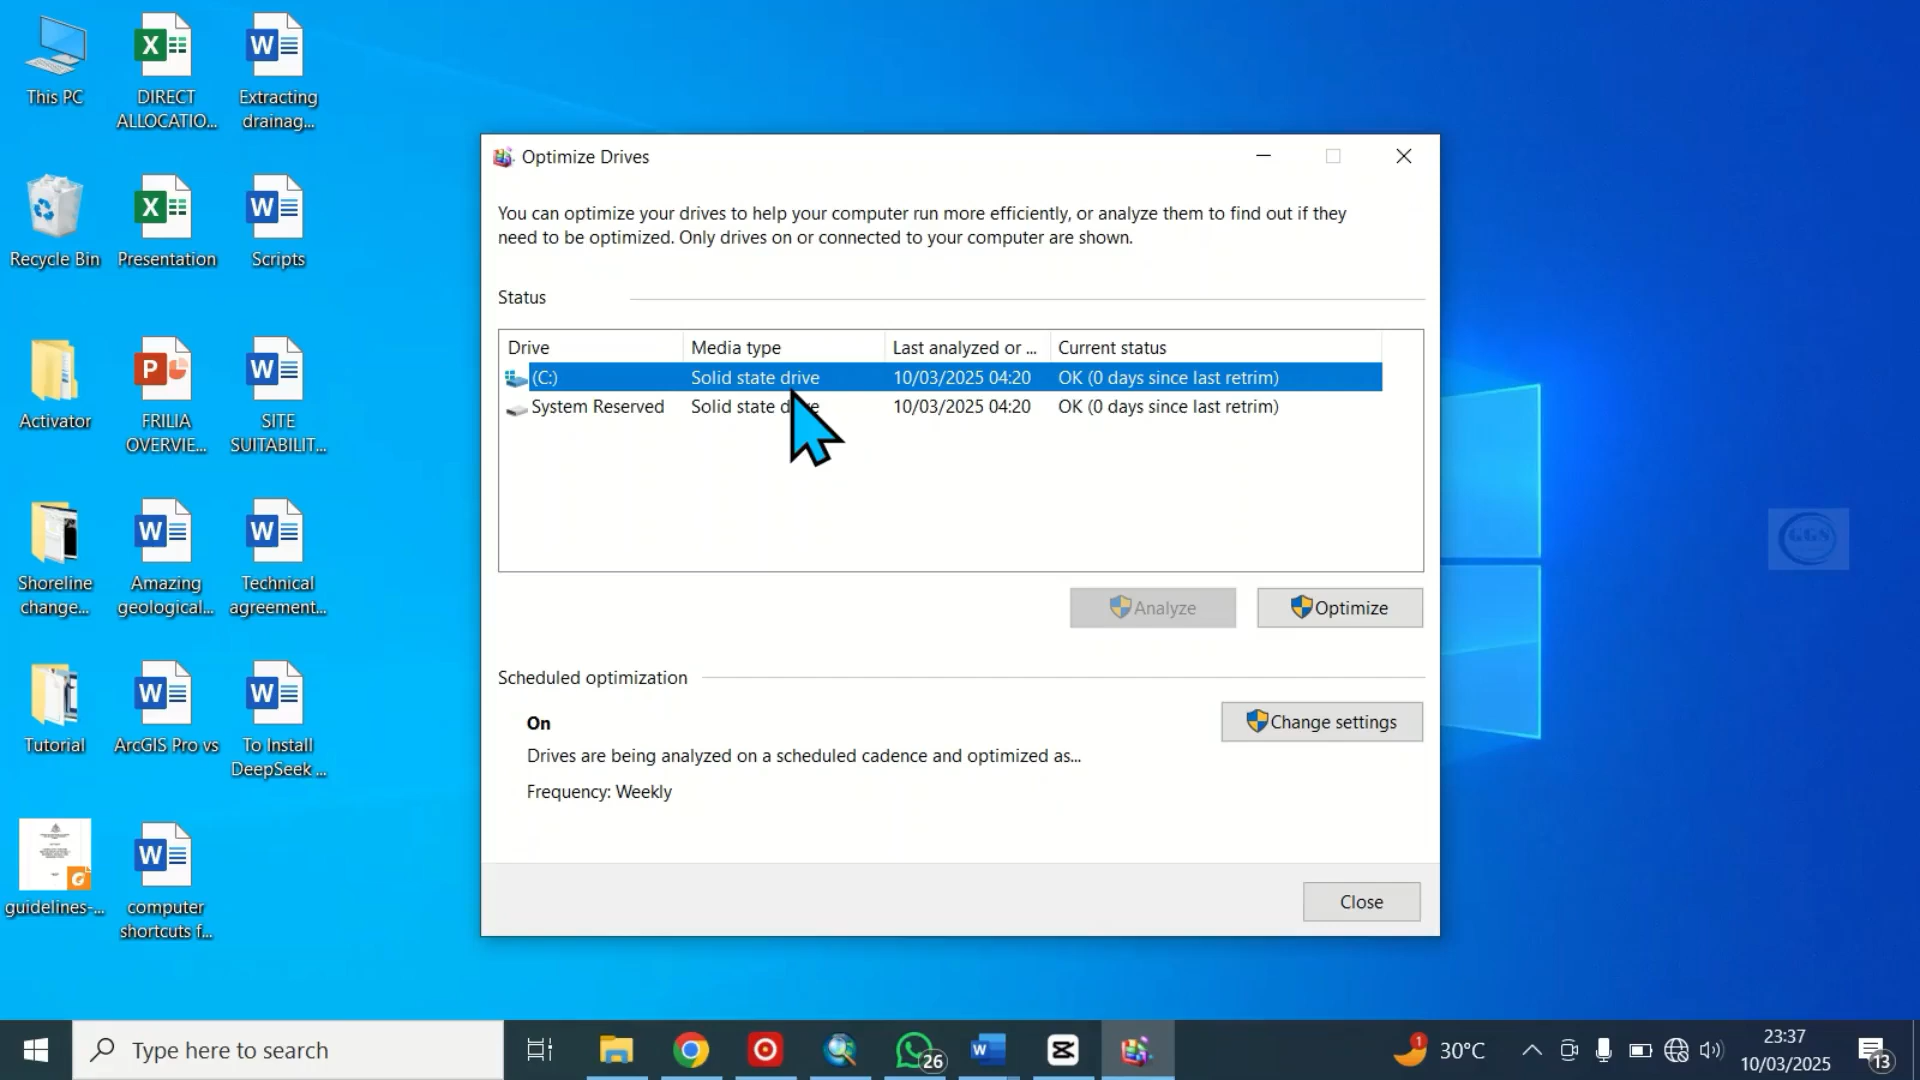 This PC
DIRECT
ALLOCATIO...
Extracting
drainag...
Recycle Bin
Presentation
Scripts
Activator
FRILIA
OVERVIE...
SITE
SUITABILIT...
Shoreline
change...
Amazing
geological...
Technical
agreement...
Tutorial
ArcGIS Pro vs
To Install
DeepSeek ...
guidelines-...
computer
shortcuts f...
Optimize Drives
You can optimize your drives to help your computer run more efficiently, or analyze them to find out if they
need to be optimized. Only drives on or connected to your computer are shown.
Status
Drive Media type Last analyzed or ... Current status
(C:) Solid state drive 10/03/2025 04:20 OK (0 days since last retrim)
System Reserved Solid state drive 10/03/2025 04:20 OK (0 days since last retrim)
Analyze Optimize
Scheduled optimization
On
Change settings
Drives are being analyzed on a scheduled cadence and optimized as...
Frequency: Weekly
Close
GGS
Type here to search
26
1
30°C
23:37
10/03/2025
13